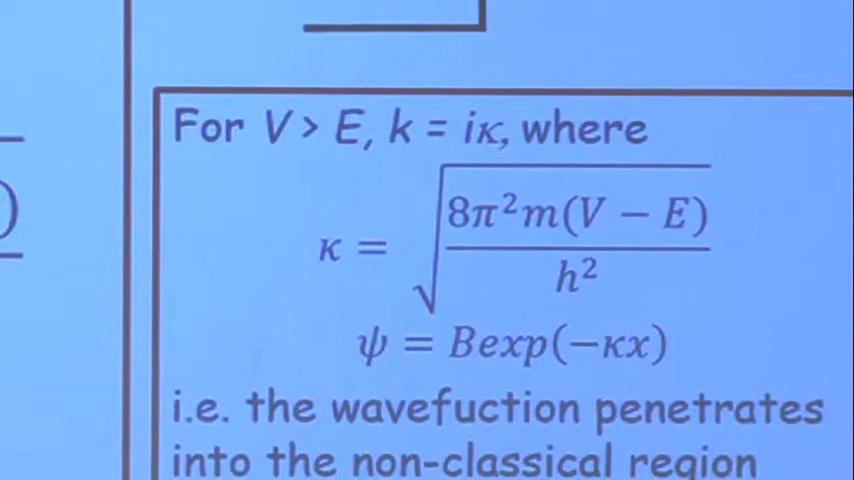 )
For V > E, k = iκ, where
κ = √(8π²m(V − E) / h²)
ψ = Bexp(−κx)
i.e. the wavefuction penetrates
into the non-classical region